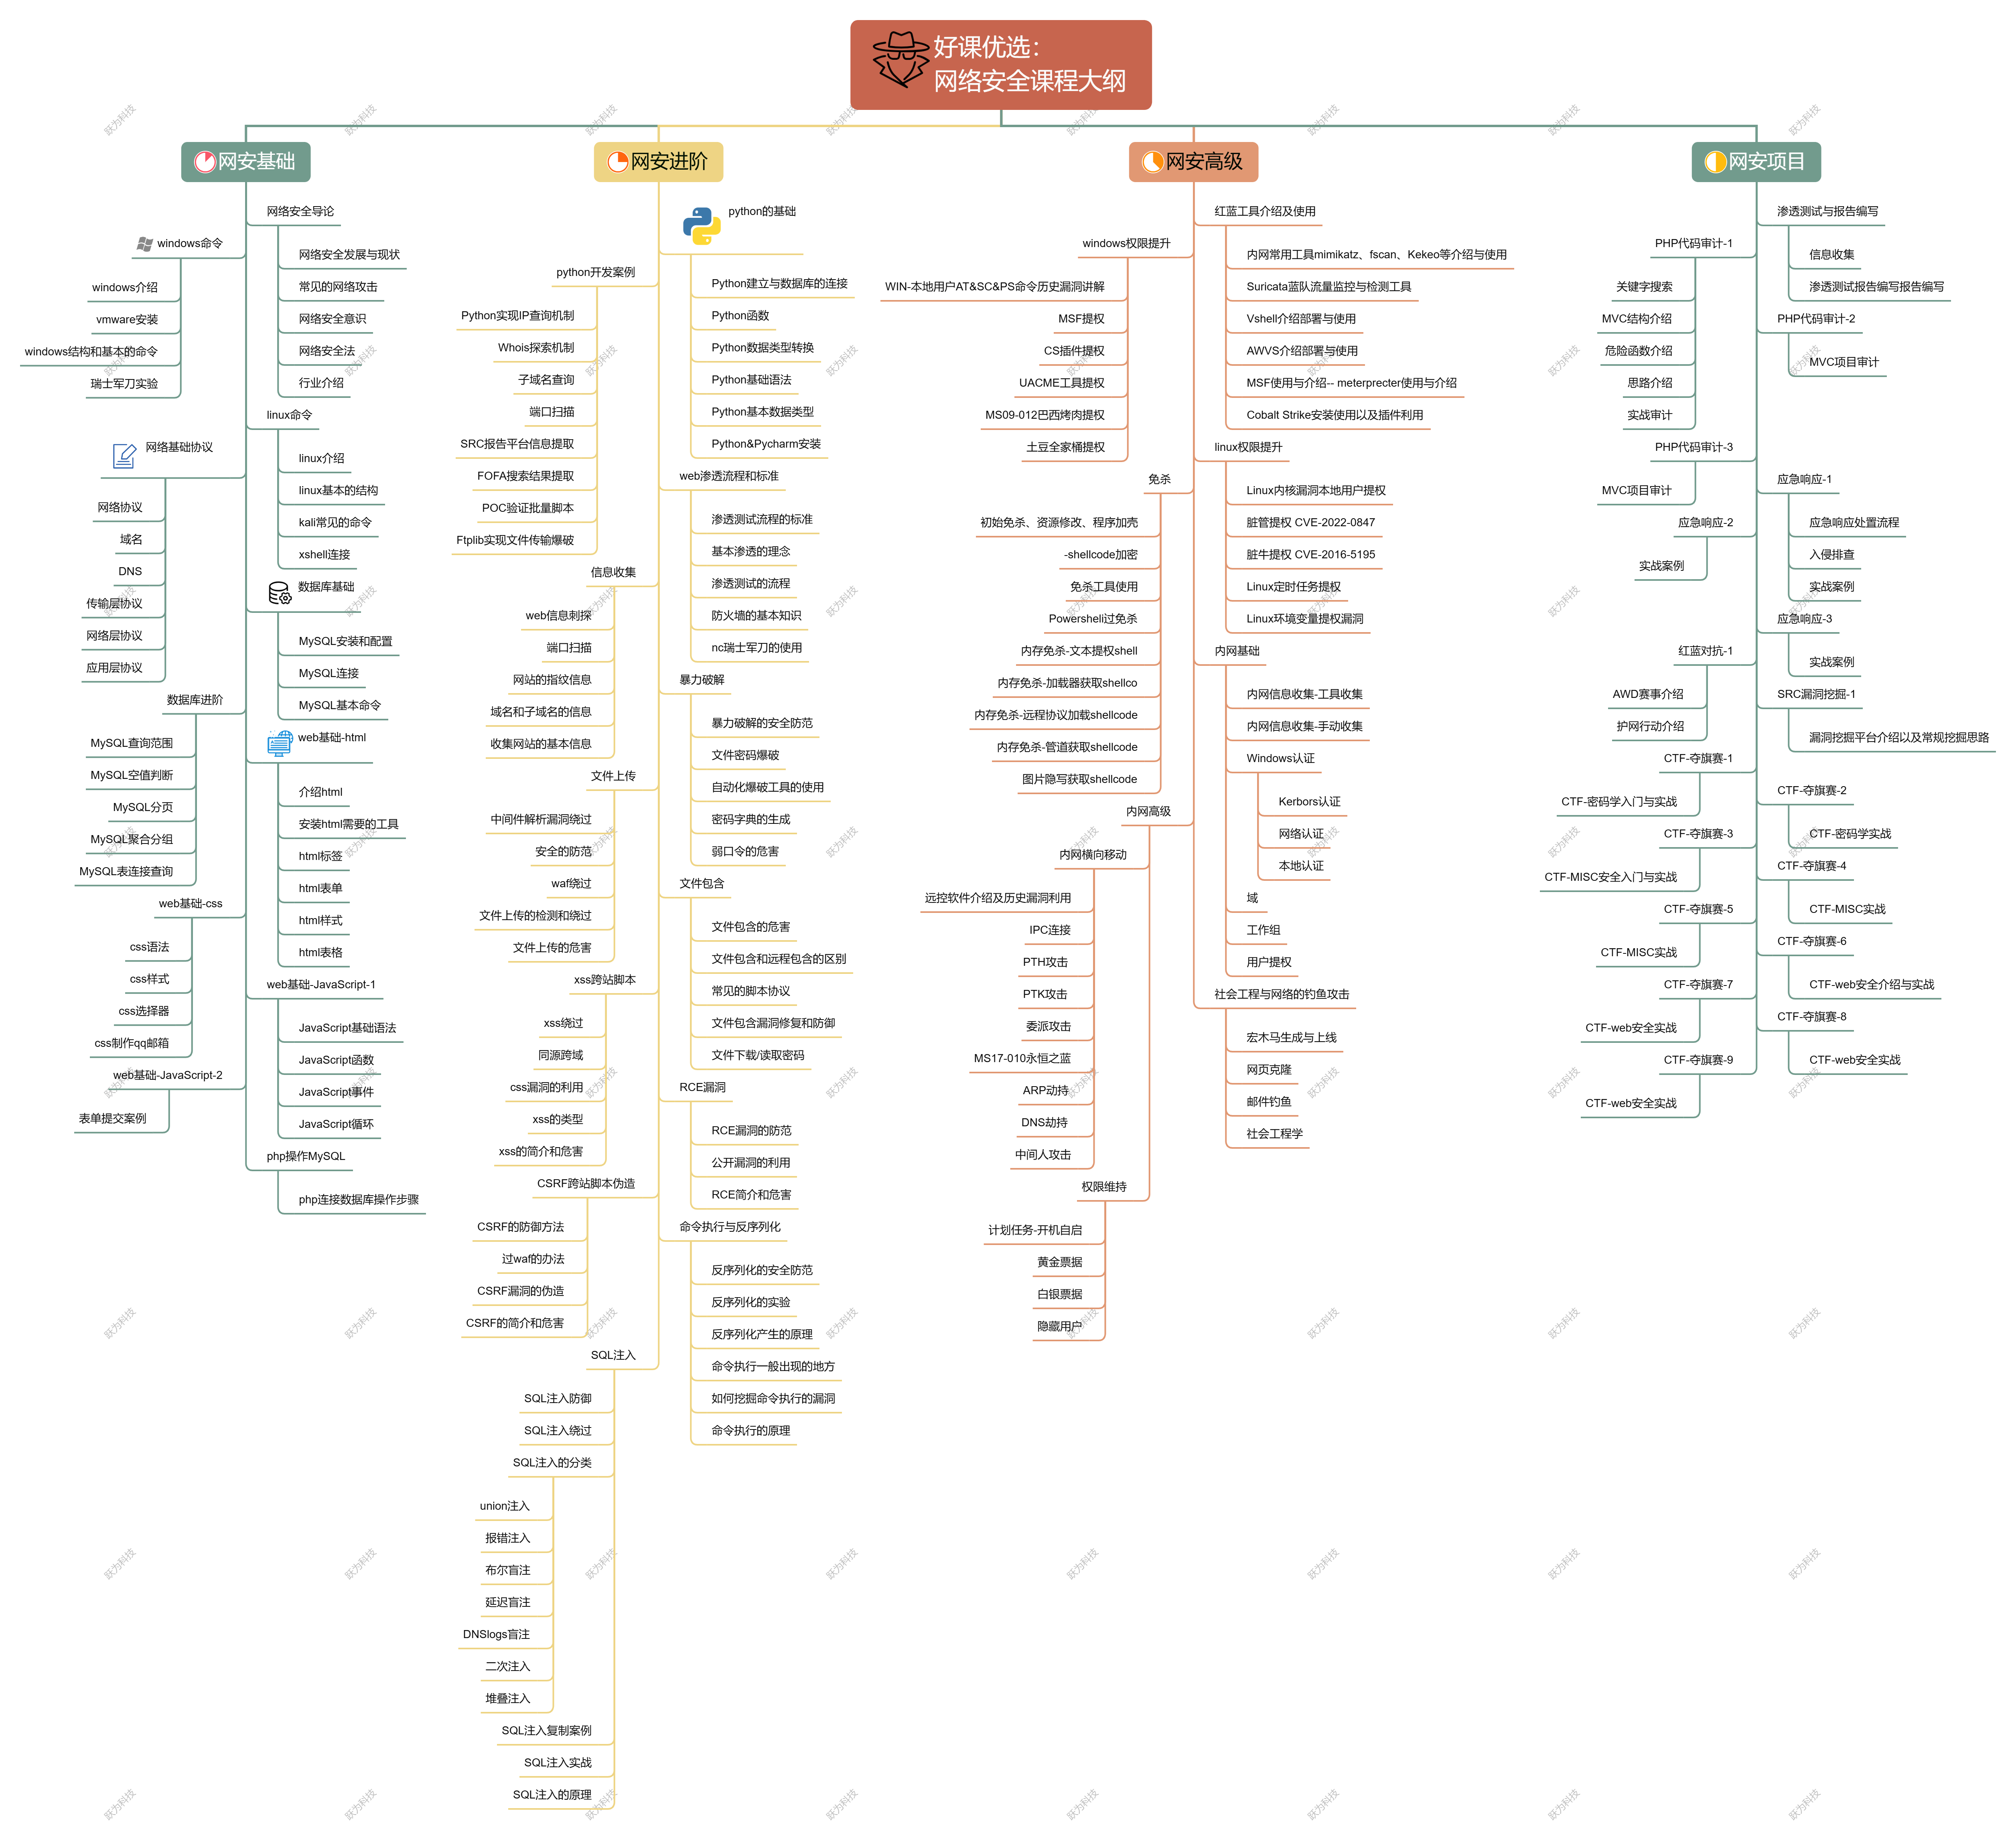 好课优选：
网络安全课程大纲
网安基础
网络安全导论
网络安全发展与现状
常见的网络攻击
网络安全意识
网络安全法
行业介绍
windows命令
windows介绍
vmware安装
windows结构和基本的命令
瑞士军刀实验
linux命令
linux介绍
linux基本的结构
kali常见的命令
xshell连接
网络基础协议
网络协议
域名
DNS
传输层协议
网络层协议
应用层协议
数据库基础
MySQL安装和配置
MySQL连接
MySQL基本命令
数据库进阶
MySQL查询范围
MySQL空值判断
MySQL分页
MySQL聚合分组
MySQL表连接查询
web基础-html
介绍html
安装html需要的工具
html标签
html表单
html样式
html表格
web基础-css
css语法
css样式
css选择器
css制作qq邮箱
web基础-JavaScript-1
JavaScript基础语法
JavaScript函数
JavaScript事件
JavaScript循环
web基础-JavaScript-2
表单提交案例
php操作MySQL
php连接数据库操作步骤
网安进阶
python的基础
Python建立与数据库的连接
Python函数
Python数据类型转换
Python基础语法
Python基本数据类型
Python&Pycharm安装
python开发案例
Python实现IP查询机制
Whois探索机制
子域名查询
端口扫描
SRC报告平台信息提取
FOFA搜索结果提取
POC验证批量脚本
Ftplib实现文件传输爆破
web渗透流程和标准
渗透测试流程的标准
基本渗透的理念
渗透测试的流程
防火墙的基本知识
nc瑞士军刀的使用
信息收集
web信息刺探
端口扫描
网站的指纹信息
域名和子域名的信息
收集网站的基本信息
暴力破解
暴力破解的安全防范
文件密码爆破
自动化爆破工具的使用
密码字典的生成
弱口令的危害
文件上传
中间件解析漏洞绕过
安全的防范
waf绕过
文件上传的检测和绕过
文件上传的危害
文件包含
文件包含的危害
文件包含和远程包含的区别
常见的脚本协议
文件包含漏洞修复和防御
文件下载/读取密码
xss跨站脚本
xss绕过
同源跨域
css漏洞的利用
xss的类型
xss的简介和危害
RCE漏洞
RCE漏洞的防范
公开漏洞的利用
RCE简介和危害
CSRF跨站脚本伪造
CSRF的防御方法
过waf的办法
CSRF漏洞的伪造
CSRF的简介和危害
命令执行与反序列化
反序列化的安全防范
反序列化的实验
反序列化产生的原理
命令执行一般出现的地方
如何挖掘命令执行的漏洞
命令执行的原理
SQL注入
SQL注入防御
SQL注入绕过
SQL注入的分类
union注入
报错注入
布尔盲注
延迟盲注
DNSlogs盲注
二次注入
堆叠注入
SQL注入复制案例
SQL注入实战
SQL注入的原理
网安高级
红蓝工具介绍及使用
内网常用工具mimikatz、fscan、Kekeo等介绍与使用
Suricata蓝队流量监控与检测工具
Vshell介绍部署与使用
AWVS介绍部署与使用
MSF使用与介绍-- meterprecter使用与介绍
Cobalt Strike安装使用以及插件利用
windows权限提升
WIN-本地用户AT&SC&PS命令历史漏洞讲解
MSF提权
CS插件提权
UACME工具提权
MS09-012巴西烤肉提权
土豆全家桶提权
linux权限提升
Linux内核漏洞本地用户提权
脏管提权 CVE-2022-0847
脏牛提权 CVE-2016-5195
Linux定时任务提权
Linux环境变量提权漏洞
免杀
初始免杀、资源修改、程序加壳
-shellcode加密
免杀工具使用
Powersheli过免杀
内存免杀-文本提权shell
内存免杀-加载器获取shellco
内存免杀-远程协议加载shellcode
内存免杀-管道获取shellcode
图片隐写获取shellcode
内网基础
内网信息收集-工具收集
内网信息收集-手动收集
Windows认证
Kerbors认证
网络认证
本地认证
域
工作组
用户提权
内网高级
内网横向移动
远控软件介绍及历史漏洞利用
IPC连接
PTH攻击
PTK攻击
委派攻击
MS17-010永恒之蓝
ARP动持
DNS劫持
中间人攻击
权限维持
计划任务-开机自启
黄金票据
白银票据
隐藏用户
社会工程与网络的钓鱼攻击
宏木马生成与上线
网页克隆
邮件钓鱼
社会工程学
网安项目
渗透测试与报告编写
信息收集
渗透测试报告编写报告编写
PHP代码审计-1
关键字搜索
MVC结构介绍
危险函数介绍
思路介绍
实战审计
PHP代码审计-2
MVC项目审计
PHP代码审计-3
MVC项目审计
应急响应-1
应急响应处置流程
入侵排查
实战案例
应急响应-2
实战案例
应急响应-3
实战案例
红蓝对抗-1
AWD赛事介绍
护网行动介绍
SRC漏洞挖掘-1
漏洞挖掘平台介绍以及常规挖掘思路
CTF-夺旗赛-1
CTF-密码学入门与实战
CTF-夺旗赛-2
CTF-密码学实战
CTF-夺旗赛-3
CTF-MISC安全入门与实战
CTF-夺旗赛-4
CTF-MISC实战
CTF-夺旗赛-5
CTF-MISC实战
CTF-夺旗赛-6
CTF-web安全介绍与实战
CTF-夺旗赛-7
CTF-web安全实战
CTF-夺旗赛-8
CTF-web安全实战
CTF-夺旗赛-9
CTF-web安全实战
跃为科技